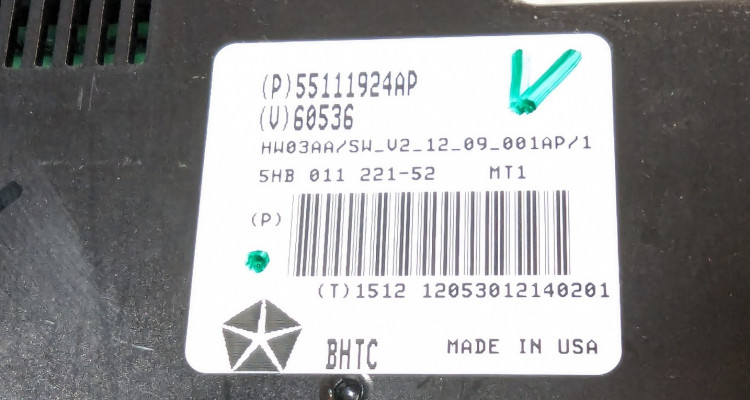 (P)55111924AP
(V)60536
HW03AA/SW_V2_12_09_001AP/1
5HB 011 221-52 MT1
(P)
(T)1512 12053012140201
BHTC MADE IN USA